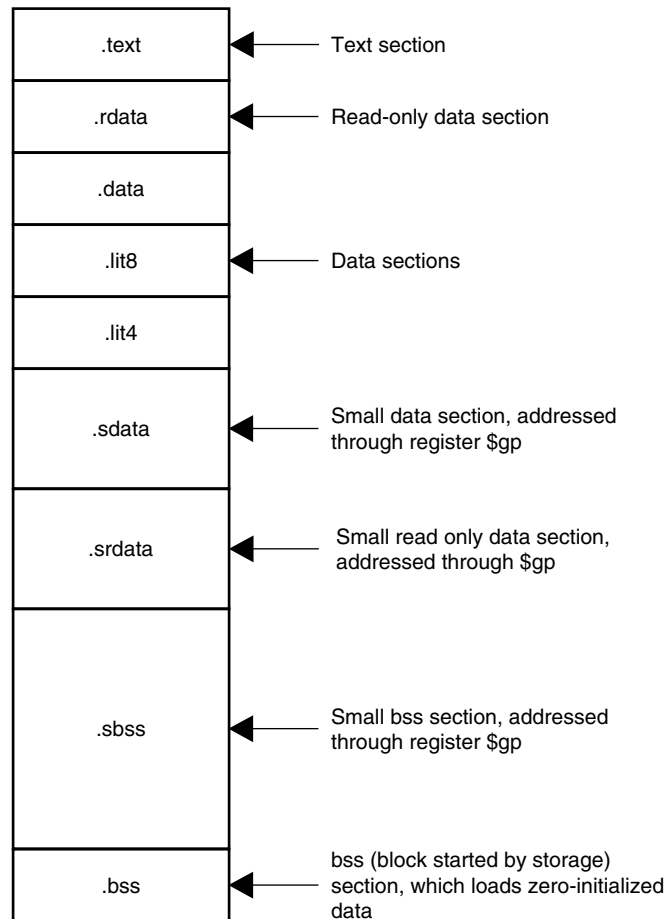 .text
Text section
.rdata
Read-only data section
.data
.lit8
Data sections
.lit4
.sdata
Small data section, addressed
through register $gp
.srdata
Small read only data section,
addressed through $gp
.sbss
Small bss section, addressed
through register $gp
.bss
bss (block started by storage)
section, which loads zero-initialized
data